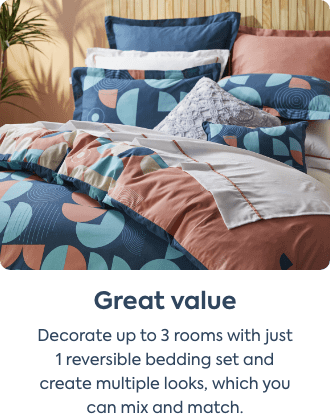 Great value
Decorate up to 3 rooms with just
1 reversible bedding set and
create multiple looks, which you
can mix and match.